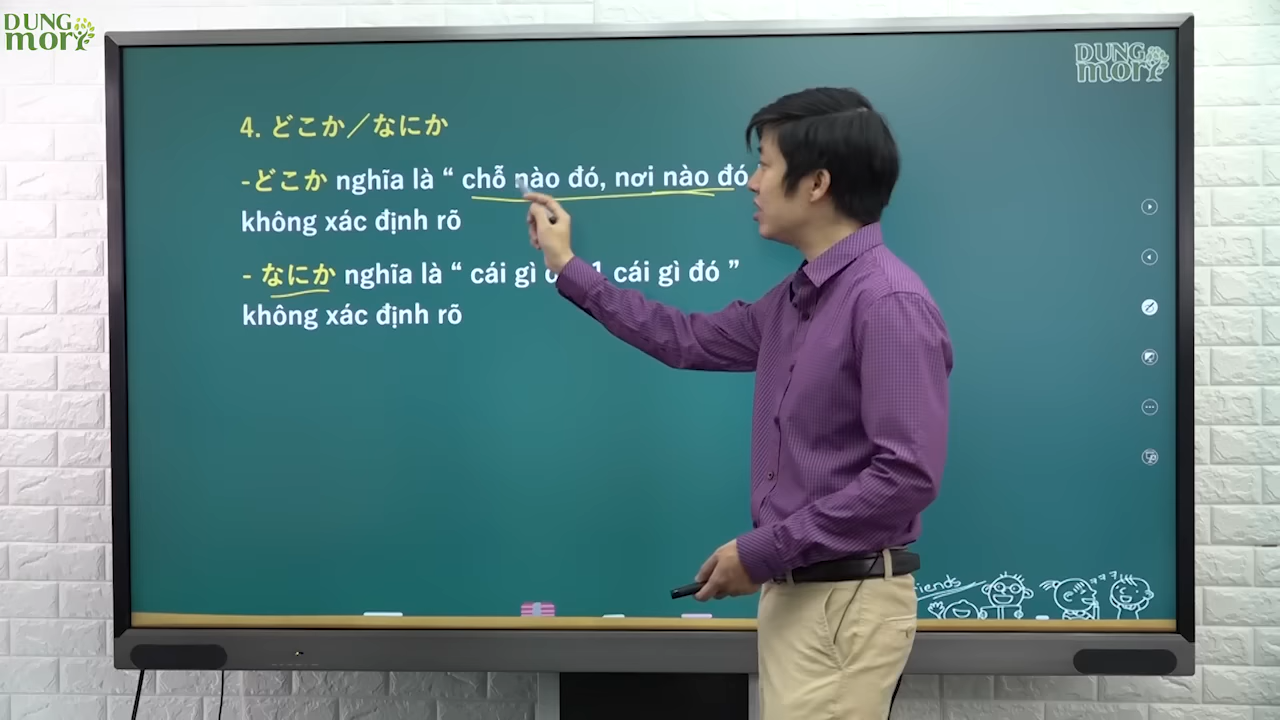 DUNG
mori
DUNG
mori
4. どこか／なにか
-どこか nghĩa là “ chỗ nào đó, nơi nào đó
không xác định rõ
- なにか nghĩa là “ cái gì 1 cái gì đó ”
không xác định rõ